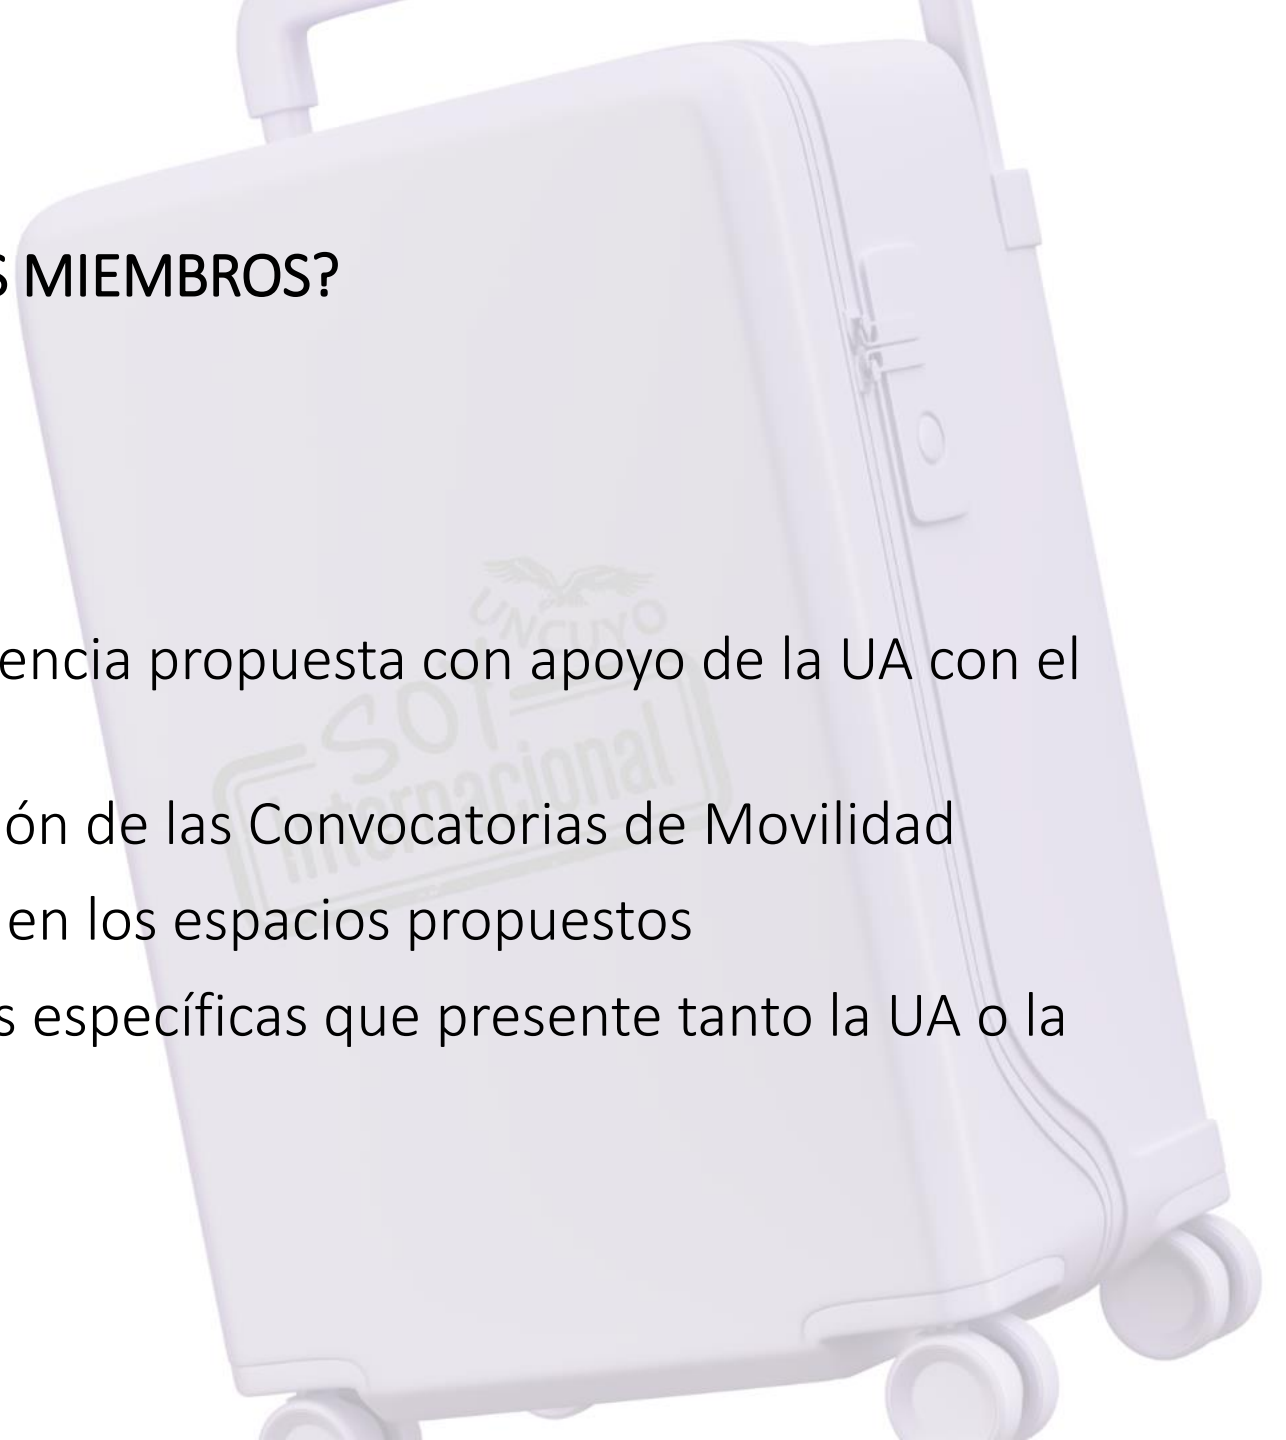 S MIEMBROS?
UNCUYO
encia propuesta con apoyo de la UA con el
SOY
Internacional
ón de las Convocatorias de Movilidad
en los espacios propuestos
s específicas que presente tanto la UA o la